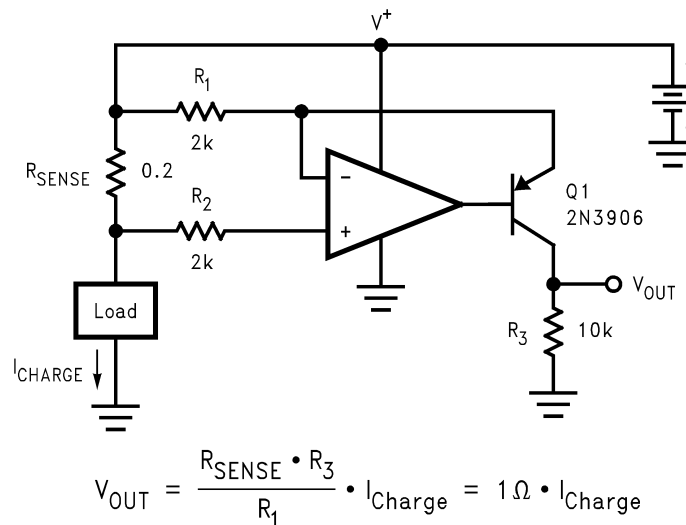 V+
R1
2k
RSENSE
0.2
R2
2k
−
+
Q1
2N3906
Load
VOUT
R3
10k
ICHARGE
VOUT = RSENSE • R3 / R1 • ICharge = 1Ω • ICharge